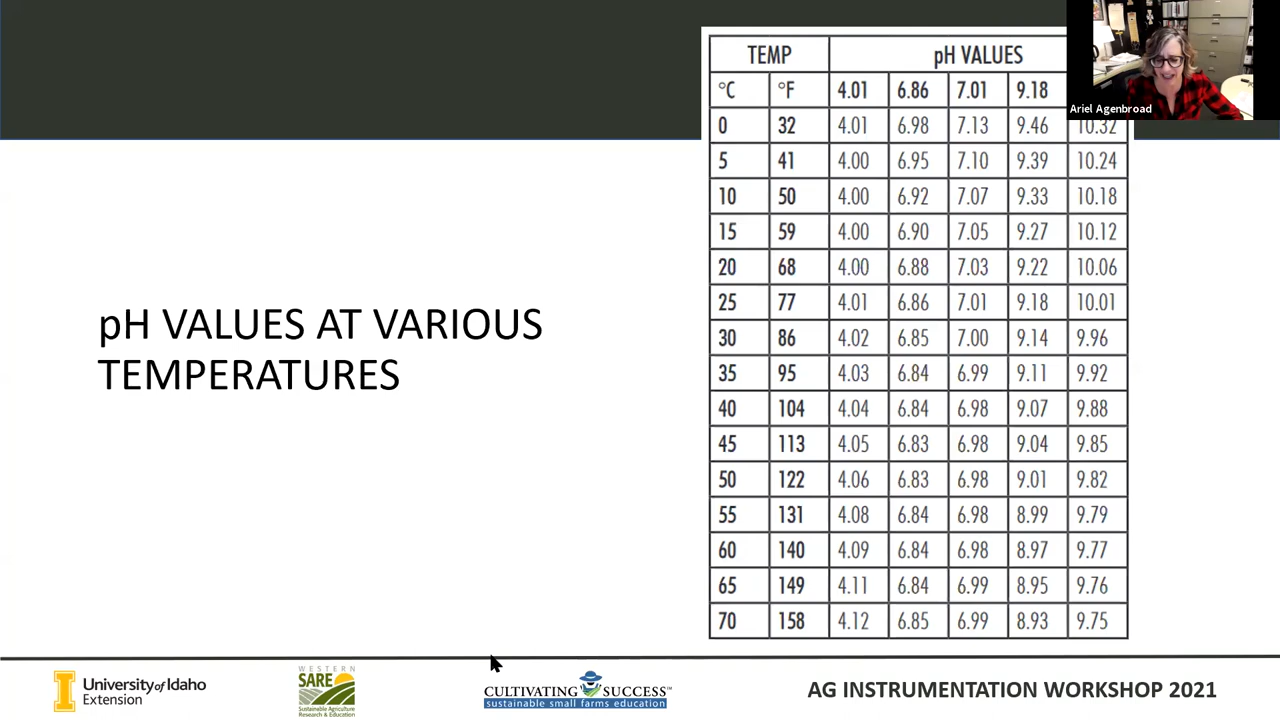 TEMP pH VALUES
°C °F 4.01 6.86 7.01 9.18
0 32 4.01 6.98 7.13 9.46 10.32
5 41 4.00 6.95 7.10 9.39 10.24
10 50 4.00 6.92 7.07 9.33 10.18
15 59 4.00 6.90 7.05 9.27 10.12
20 68 4.00 6.88 7.03 9.22 10.06
25 77 4.01 6.86 7.01 9.18 10.01
30 86 4.02 6.85 7.00 9.14 9.96
35 95 4.03 6.84 6.99 9.11 9.92
40 104 4.04 6.84 6.98 9.07 9.88
45 113 4.05 6.83 6.98 9.04 9.85
50 122 4.06 6.83 6.98 9.01 9.82
55 131 4.08 6.84 6.98 8.99 9.79
60 140 4.09 6.84 6.98 8.97 9.77
65 149 4.11 6.84 6.99 8.95 9.76
70 158 4.12 6.85 6.99 8.93 9.75
Ariel Agenbroad
pH VALUES AT VARIOUS
TEMPERATURES
I University of Idaho
Extension
WESTERN
SARE
Sustainable Agriculture
Research & Education
CULTIVATING SUCCESS™
sustainable small farms education
AG INSTRUMENTATION WORKSHOP 2021